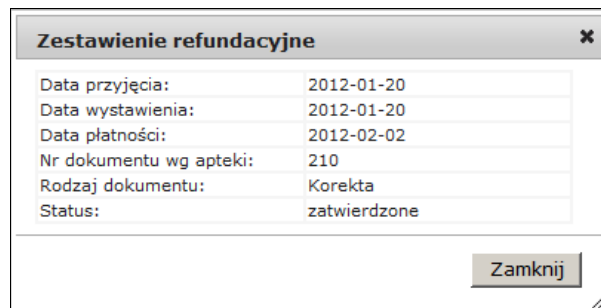 Zestawienie refundacyjne
Data przyjęcia: 2012-01-20
Data wystawienia: 2012-01-20
Data płatności: 2012-02-02
Nr dokumentu wg apteki: 210
Rodzaj dokumentu: Korekta
Status: zatwierdzone
Zamknij